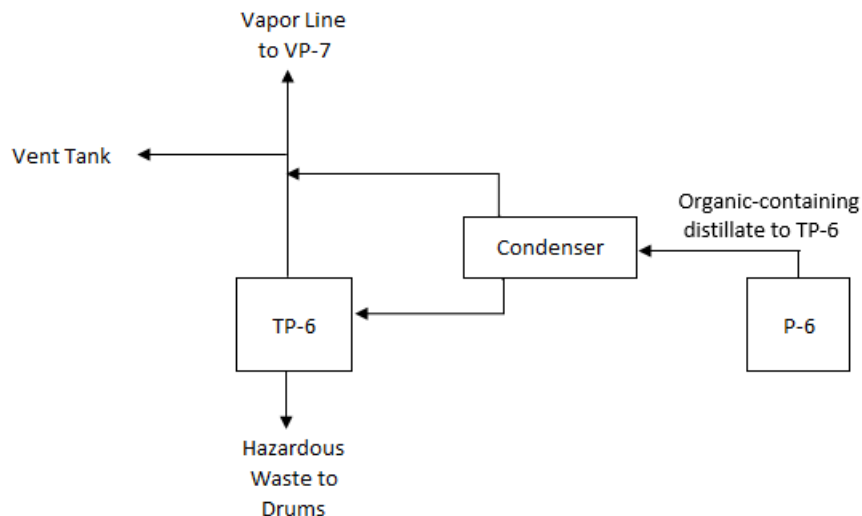 Vapor Line
to VP-7
Vent Tank
Organic-containing
distillate to TP-6
Condenser
TP-6
P-6
Hazardous
Waste to
Drums